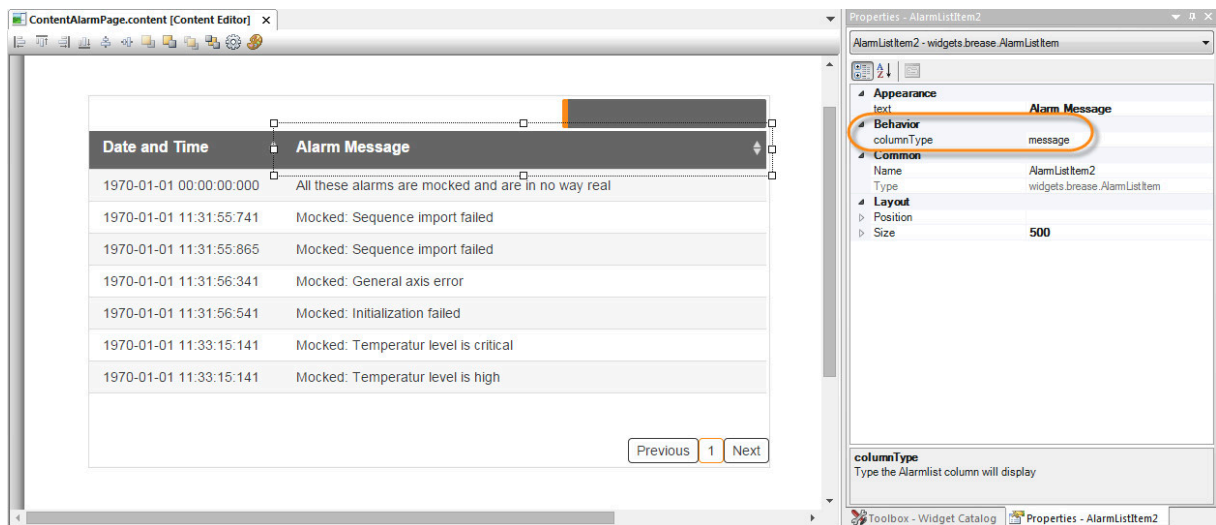 ContentAlarmPage.content [Content Editor]
Date and Time Alarm Message
1970-01-01 00:00:00:000 All these alarms are mocked and are in no way real
1970-01-01 11:31:55:741 Mocked: Sequence import failed
1970-01-01 11:31:55:865 Mocked: Sequence import failed
1970-01-01 11:31:56:341 Mocked: General axis error
1970-01-01 11:31:56:541 Mocked: Initialization failed
1970-01-01 11:33:15:141 Mocked: Temperatur level is critical
1970-01-01 11:33:15:141 Mocked: Temperatur level is high
Previous 1 Next
Properties - AlarmListItem2
AlarmListItem2 - widgets.brease.AlarmListItem
Appearance
text Alarm Message
Behavior
columnType message
Common
Name AlarmListItem2
Type widgets.brease.AlarmListItem
Layout
Position
Size 500
columnType
Type the Alarmlist column will display
Toolbox - Widget Catalog Properties - AlarmListItem2